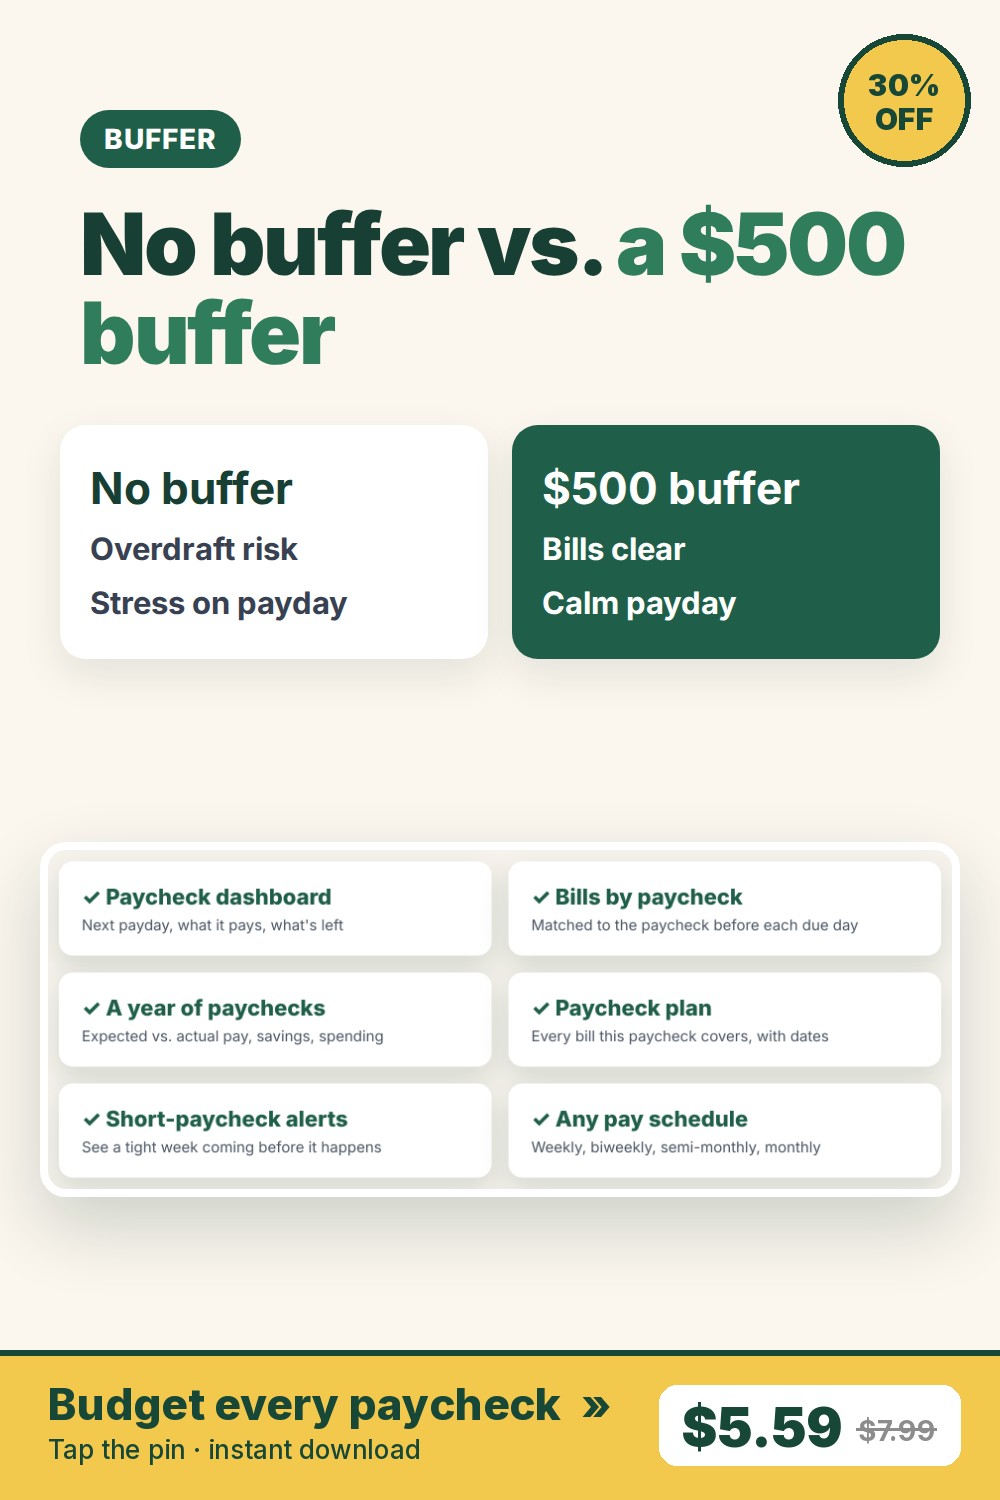 30%
OFF
BUFFER
No buffer vs. a $500
buffer
No buffer
Overdraft risk
Stress on payday
$500 buffer
Bills clear
Calm payday
✓ Paycheck dashboard
Next payday, what it pays, what's left
✓ Bills by paycheck
Matched to the paycheck before each due day
✓ A year of paychecks
Expected vs. actual pay, savings, spending
✓ Paycheck plan
Every bill this paycheck covers, with dates
✓ Short-paycheck alerts
See a tight week coming before it happens
✓ Any pay schedule
Weekly, biweekly, semi-monthly, monthly
Budget every paycheck »
Tap the pin · instant download
$5.59 $7.99